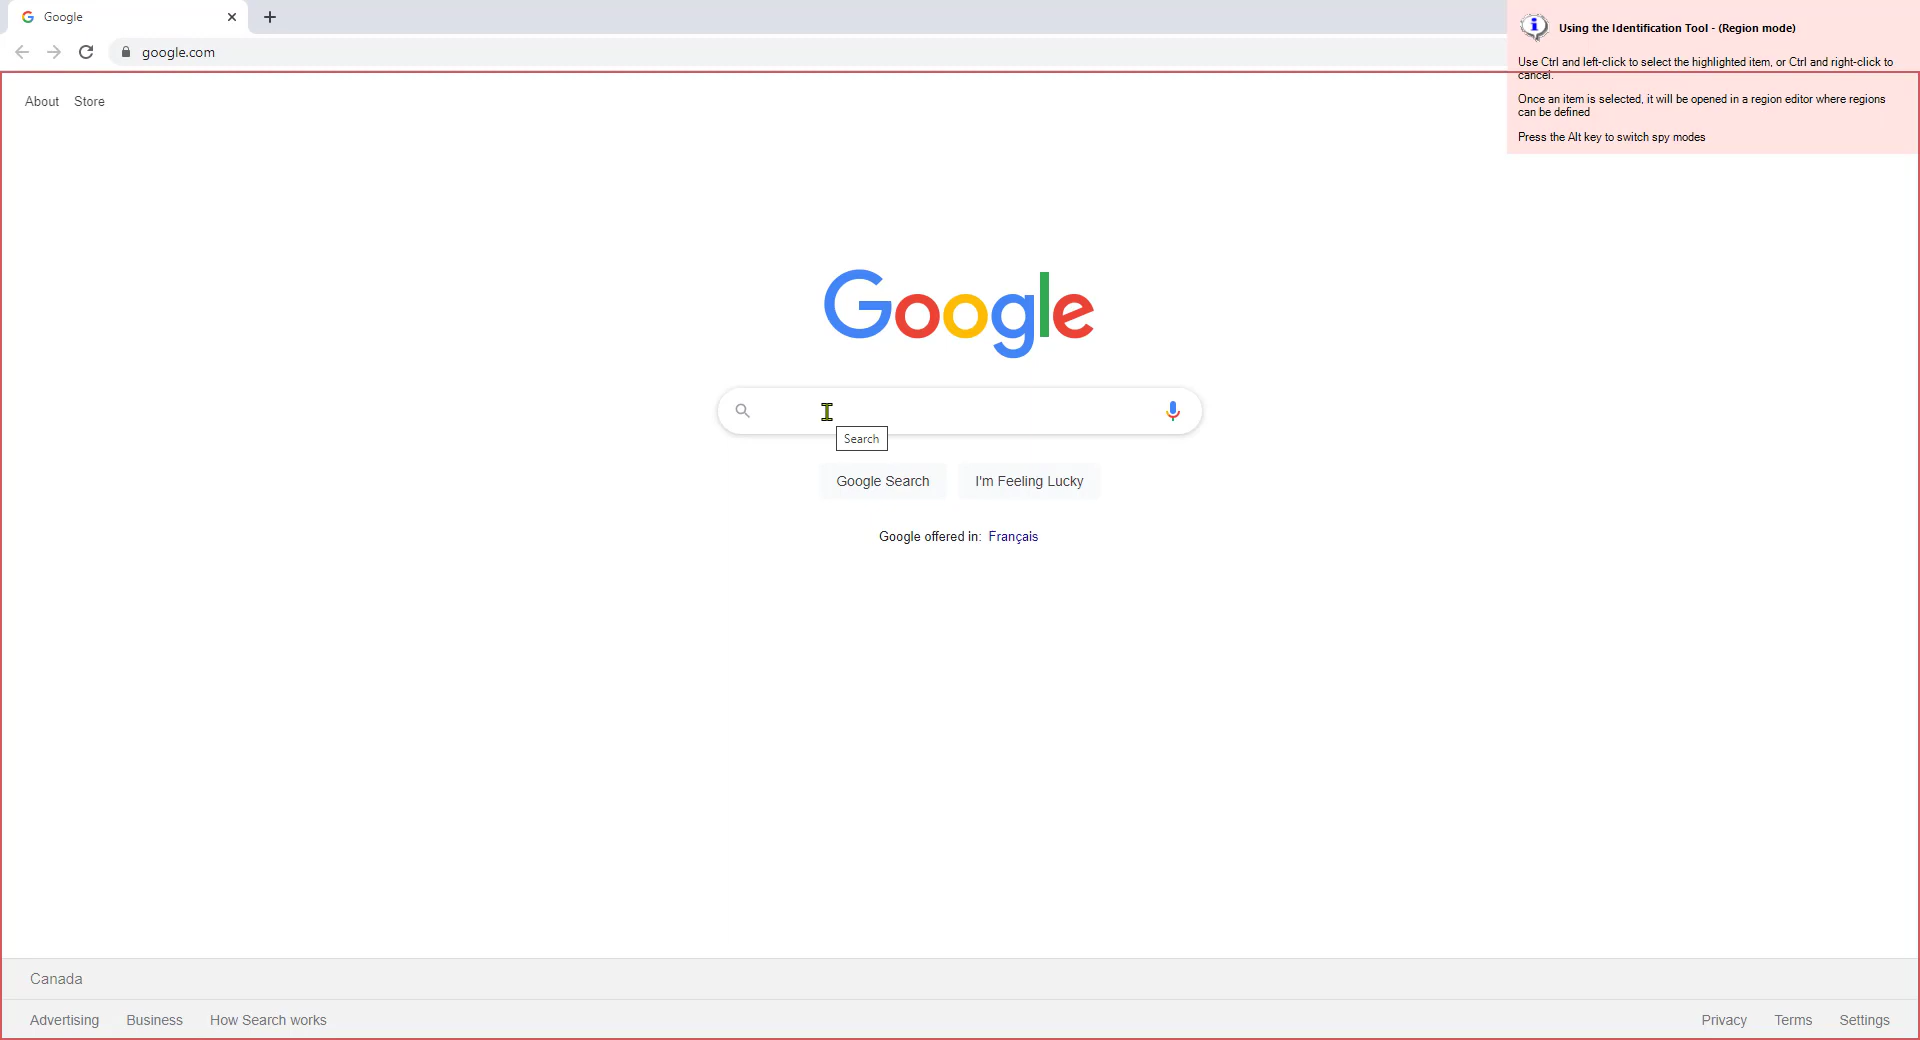 Google
google.com
Using the Identification Tool - (Region mode)
Use Ctrl and left-click to select the highlighted item, or Ctrl and right-click to
cancel.
Once an item is selected, it will be opened in a region editor where regions
can be defined
Press the Alt key to switch spy modes
About Store
Google
Search
Google Search I'm Feeling Lucky
Google offered in: Français
Canada
Advertising Business How Search works Privacy Terms Settings